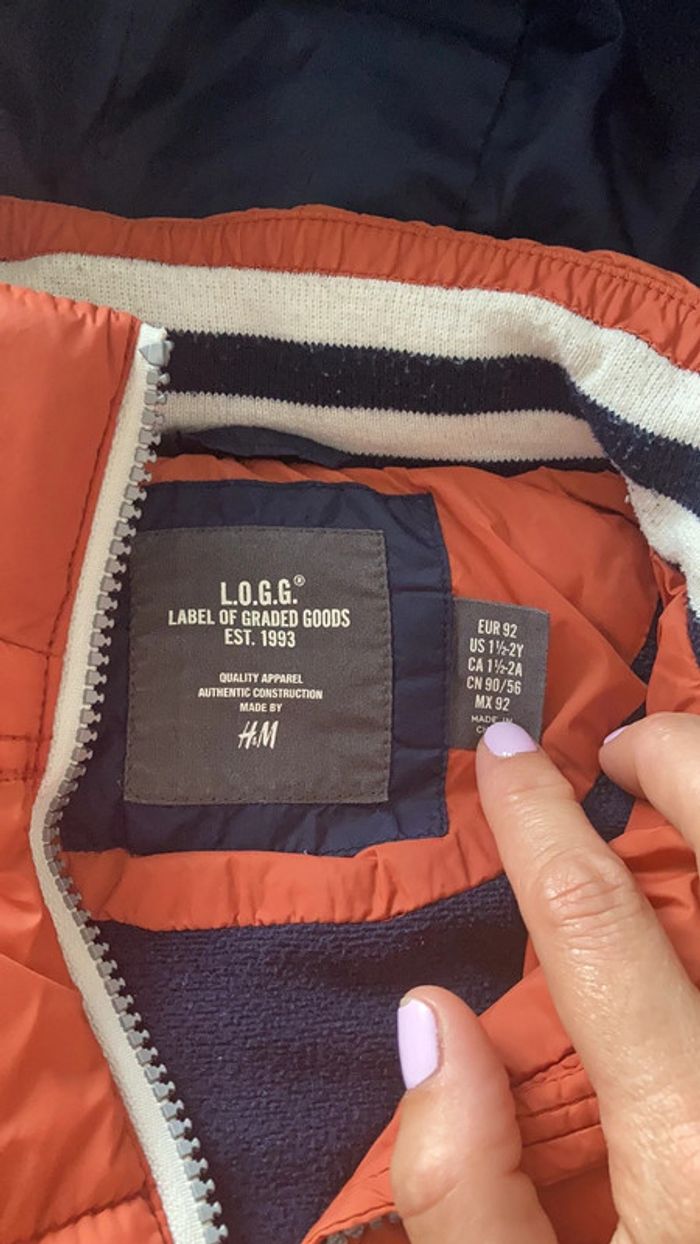 L.O.G.G.®
LABEL OF GRADED GOODS
EST. 1993
QUALITY APPAREL
AUTHENTIC CONSTRUCTION
MADE BY
H&M
EUR 92
US 1½-2Y
CA 1½-2A
CN 90/56
MX 92
MADE IN